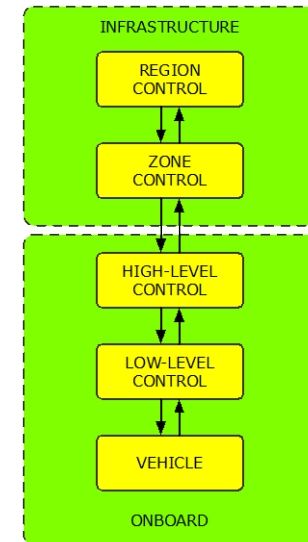 INFRASTRUCTURE
REGION
CONTROL
ZONE
CONTROL
HIGH-LEVEL
CONTROL
LOW-LEVEL
CONTROL
VEHICLE
ONBOARD